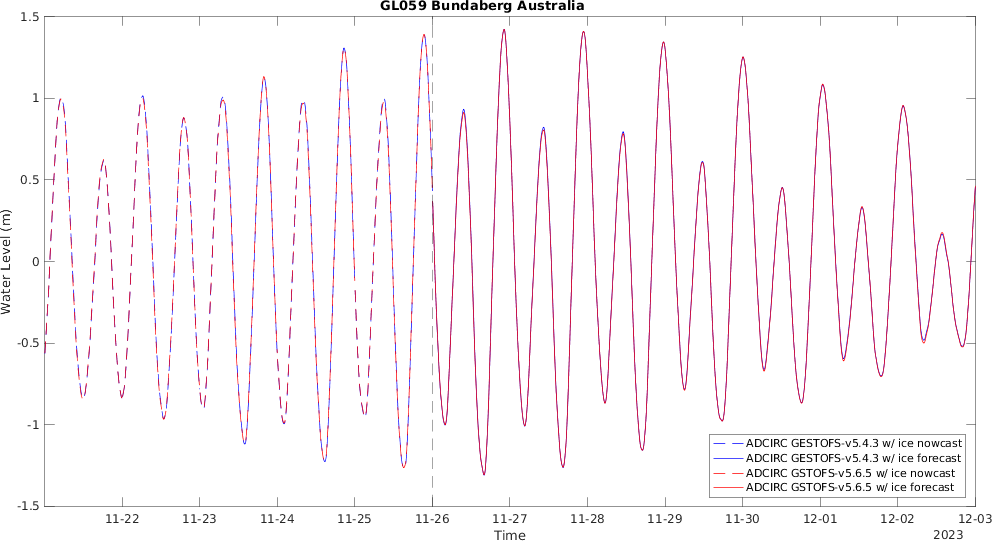 GL059 Bundaberg Australia
1.5
1
0.5
0
-0.5
-1
-1.5
Water Level (m)
11-22 11-23 11-24 11-25 11-26 11-27 11-28 11-29 11-30 12-01 12-02 12-03
Time
2023
ADCIRC GESTOFS-v5.4.3 w/ ice nowcast
ADCIRC GESTOFS-v5.4.3 w/ ice forecast
ADCIRC GSTOFS-v5.6.5 w/ ice nowcast
ADCIRC GSTOFS-v5.6.5 w/ ice forecast